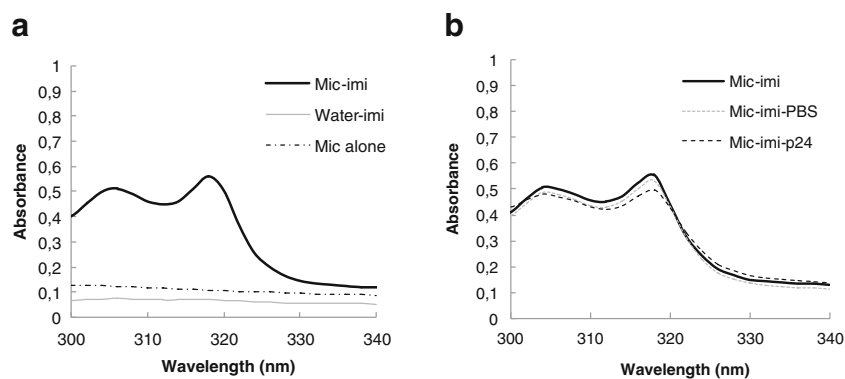 a
1
0,9
0,8
0,7
0,6
0,5
0,4
0,3
0,2
0,1
0
Absorbance
300 310 320 330 340
Wavelength (nm)
Mic-imi
Water-imi
Mic alone
b
1
0,9
0,8
0,7
0,6
0,5
0,4
0,3
0,2
0,1
0
Absorbance
300 310 320 330 340
Wavelength (nm)
Mic-imi
Mic-imi-PBS
Mic-imi-p24